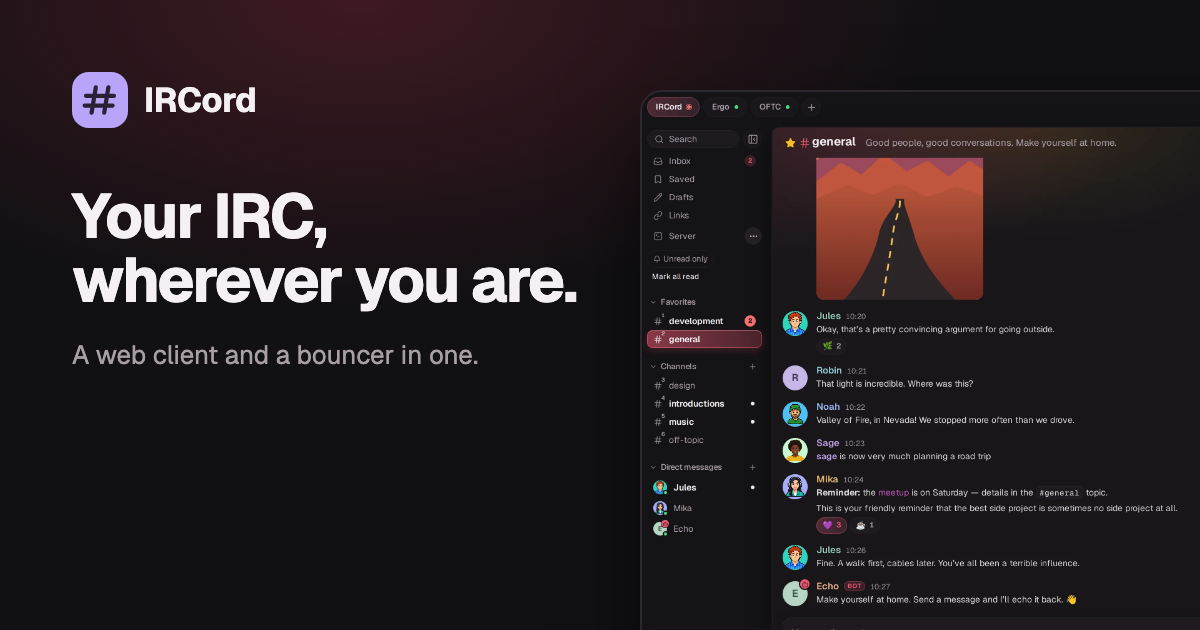 IRCord
Your IRC,
wherever you are.
A web client and a bouncer in one.
IRCord
Ergo
OFTC
+
Search
Inbox 2
Saved
Drafts
Links
Server
Unread only
Mark all read
Favorites
# 1 development 2
# 2 general
Channels +
# 3 design
# 4 introductions
# 5 music
# 6 off-topic
Direct messages +
Jules
Mika
E Echo
# general Good people, good conversations. Make yourself at home.
Jules 10:20
Okay, that's a pretty convincing argument for going outside.
🌿 2
R
Robin 10:21
That light is incredible. Where was this?
Noah 10:22
Valley of Fire, in Nevada! We stopped more often than we drove.
Sage 10:23
sage is now very much planning a road trip
Mika 10:24
Reminder: the meetup is on Saturday — details in the #general topic.
This is your friendly reminder that the best side project is sometimes no side project at all.
💜 3 ☕ 1
Jules 10:26
Fine. A walk first, cables later. You've all been a terrible influence.
E
Echo BOT 10:27
Make yourself at home. Send a message and I'll echo it back. 👋